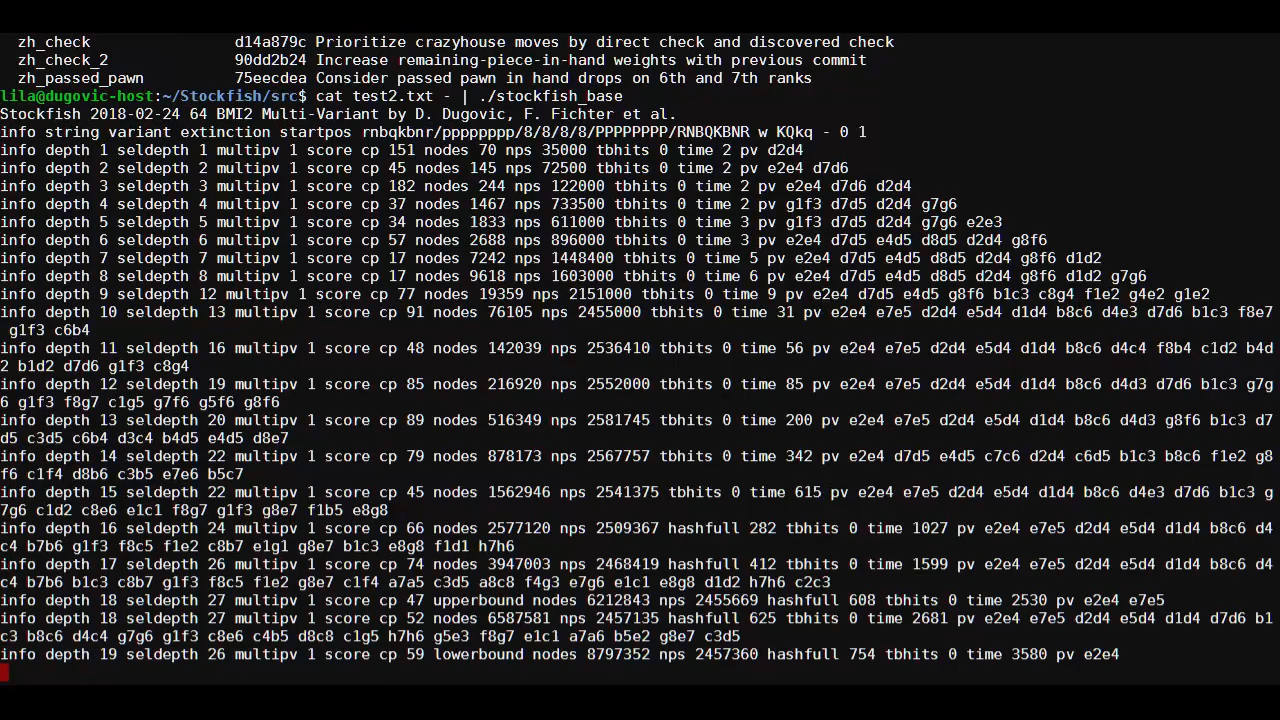 zh_check                d14a879c Prioritize crazyhouse moves by direct check and discovered check
zh_check_2              90dd2b24 Increase remaining-piece-in-hand weights with previous commit
zh_passed_pawn          75eecdea Consider passed pawn in hand drops on 6th and 7th ranks
lila@dugovic-host:~/Stockfish/src$ cat test2.txt - | ./stockfish_base
Stockfish 2018-02-24 64 BMI2 Multi-Variant by D. Dugovic, F. Fichter et al.
info string variant extinction startpos rnbqkbnr/pppppppp/8/8/8/8/PPPPPPPP/RNBQKBNR w KQkq - 0 1
info depth 1 seldepth 1 multipv 1 score cp 151 nodes 70 nps 35000 tbhits 0 time 2 pv d2d4
info depth 2 seldepth 2 multipv 1 score cp 45 nodes 145 nps 72500 tbhits 0 time 2 pv e2e4 d7d6
info depth 3 seldepth 3 multipv 1 score cp 182 nodes 244 nps 122000 tbhits 0 time 2 pv e2e4 d7d6 d2d4
info depth 4 seldepth 4 multipv 1 score cp 37 nodes 1467 nps 733500 tbhits 0 time 2 pv g1f3 d7d5 d2d4 g7g6
info depth 5 seldepth 5 multipv 1 score cp 34 nodes 1833 nps 611000 tbhits 0 time 3 pv g1f3 d7d5 d2d4 g7g6 e2e3
info depth 6 seldepth 6 multipv 1 score cp 57 nodes 2688 nps 896000 tbhits 0 time 3 pv e2e4 d7d5 e4d5 d8d5 d2d4 g8f6
info depth 7 seldepth 7 multipv 1 score cp 17 nodes 7242 nps 1448400 tbhits 0 time 5 pv e2e4 d7d5 e4d5 d8d5 d2d4 g8f6 d1d2
info depth 8 seldepth 8 multipv 1 score cp 17 nodes 9618 nps 1603000 tbhits 0 time 6 pv e2e4 d7d5 e4d5 d8d5 d2d4 g8f6 d1d2 g7g6
info depth 9 seldepth 12 multipv 1 score cp 77 nodes 19359 nps 2151000 tbhits 0 time 9 pv e2e4 d7d5 e4d5 g8f6 b1c3 c8g4 f1e2 g4e2 g1e2
info depth 10 seldepth 13 multipv 1 score cp 91 nodes 76105 nps 2455000 tbhits 0 time 31 pv e2e4 e7e5 d2d4 e5d4 d1d4 b8c6 d4e3 d7d6 b1c3 f8e7
 g1f3 c6b4
info depth 11 seldepth 16 multipv 1 score cp 48 nodes 142039 nps 2536410 tbhits 0 time 56 pv e2e4 e7e5 d2d4 e5d4 d1d4 b8c6 d4c4 f8b4 c1d2 b4d
2 b1d2 d7d6 g1f3 c8g4
info depth 12 seldepth 19 multipv 1 score cp 85 nodes 216920 nps 2552000 tbhits 0 time 85 pv e2e4 e7e5 d2d4 e5d4 d1d4 b8c6 d4d3 d7d6 b1c3 g7g
6 g1f3 f8g7 c1g5 g7f6 g5f6 g8f6
info depth 13 seldepth 20 multipv 1 score cp 89 nodes 516349 nps 2581745 tbhits 0 time 200 pv e2e4 e7e5 d2d4 e5d4 d1d4 b8c6 d4d3 g8f6 b1c3 d7
d5 c3d5 c6b4 d3c4 b4d5 e4d5 d8e7
info depth 14 seldepth 22 multipv 1 score cp 79 nodes 878173 nps 2567757 tbhits 0 time 342 pv e2e4 d7d5 e4d5 c7c6 d2d4 c6d5 b1c3 b8c6 f1e2 g8
f6 c1f4 d8b6 c3b5 e7e6 b5c7
info depth 15 seldepth 22 multipv 1 score cp 45 nodes 1562946 nps 2541375 tbhits 0 time 615 pv e2e4 e7e5 d2d4 e5d4 d1d4 b8c6 d4e3 d7d6 b1c3 g
7g6 c1d2 c8e6 e1c1 f8g7 g1f3 g8e7 f1b5 e8g8
info depth 16 seldepth 24 multipv 1 score cp 66 nodes 2577120 nps 2509367 hashfull 282 tbhits 0 time 1027 pv e2e4 e7e5 d2d4 e5d4 d1d4 b8c6 d4
c4 b7b6 g1f3 f8c5 f1e2 c8b7 e1g1 g8e7 b1c3 e8g8 f1d1 h7h6
info depth 17 seldepth 26 multipv 1 score cp 74 nodes 3947003 nps 2468419 hashfull 412 tbhits 0 time 1599 pv e2e4 e7e5 d2d4 e5d4 d1d4 b8c6 d4
c4 b7b6 b1c3 c8b7 g1f3 f8c5 f1e2 g8e7 c1f4 a7a5 c3d5 a8c8 f4g3 e7g6 e1c1 e8g8 d1d2 h7h6 c2c3
info depth 18 seldepth 27 multipv 1 score cp 47 upperbound nodes 6212843 nps 2455669 hashfull 608 tbhits 0 time 2530 pv e2e4 e7e5
info depth 18 seldepth 27 multipv 1 score cp 52 nodes 6587581 nps 2457135 hashfull 625 tbhits 0 time 2681 pv e2e4 e7e5 d2d4 e5d4 d1d4 d7d6 b1
c3 b8c6 d4c4 g7g6 g1f3 c8e6 c4b5 d8c8 c1g5 h7h6 g5e3 f8g7 e1c1 a7a6 b5e2 g8e7 c3d5
info depth 19 seldepth 26 multipv 1 score cp 59 lowerbound nodes 8797352 nps 2457360 hashfull 754 tbhits 0 time 3580 pv e2e4